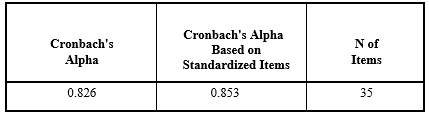 Cronbach's
Alpha
Cronbach's Alpha
Based on
Standardized Items
N of
Items
0.826
0.853
35